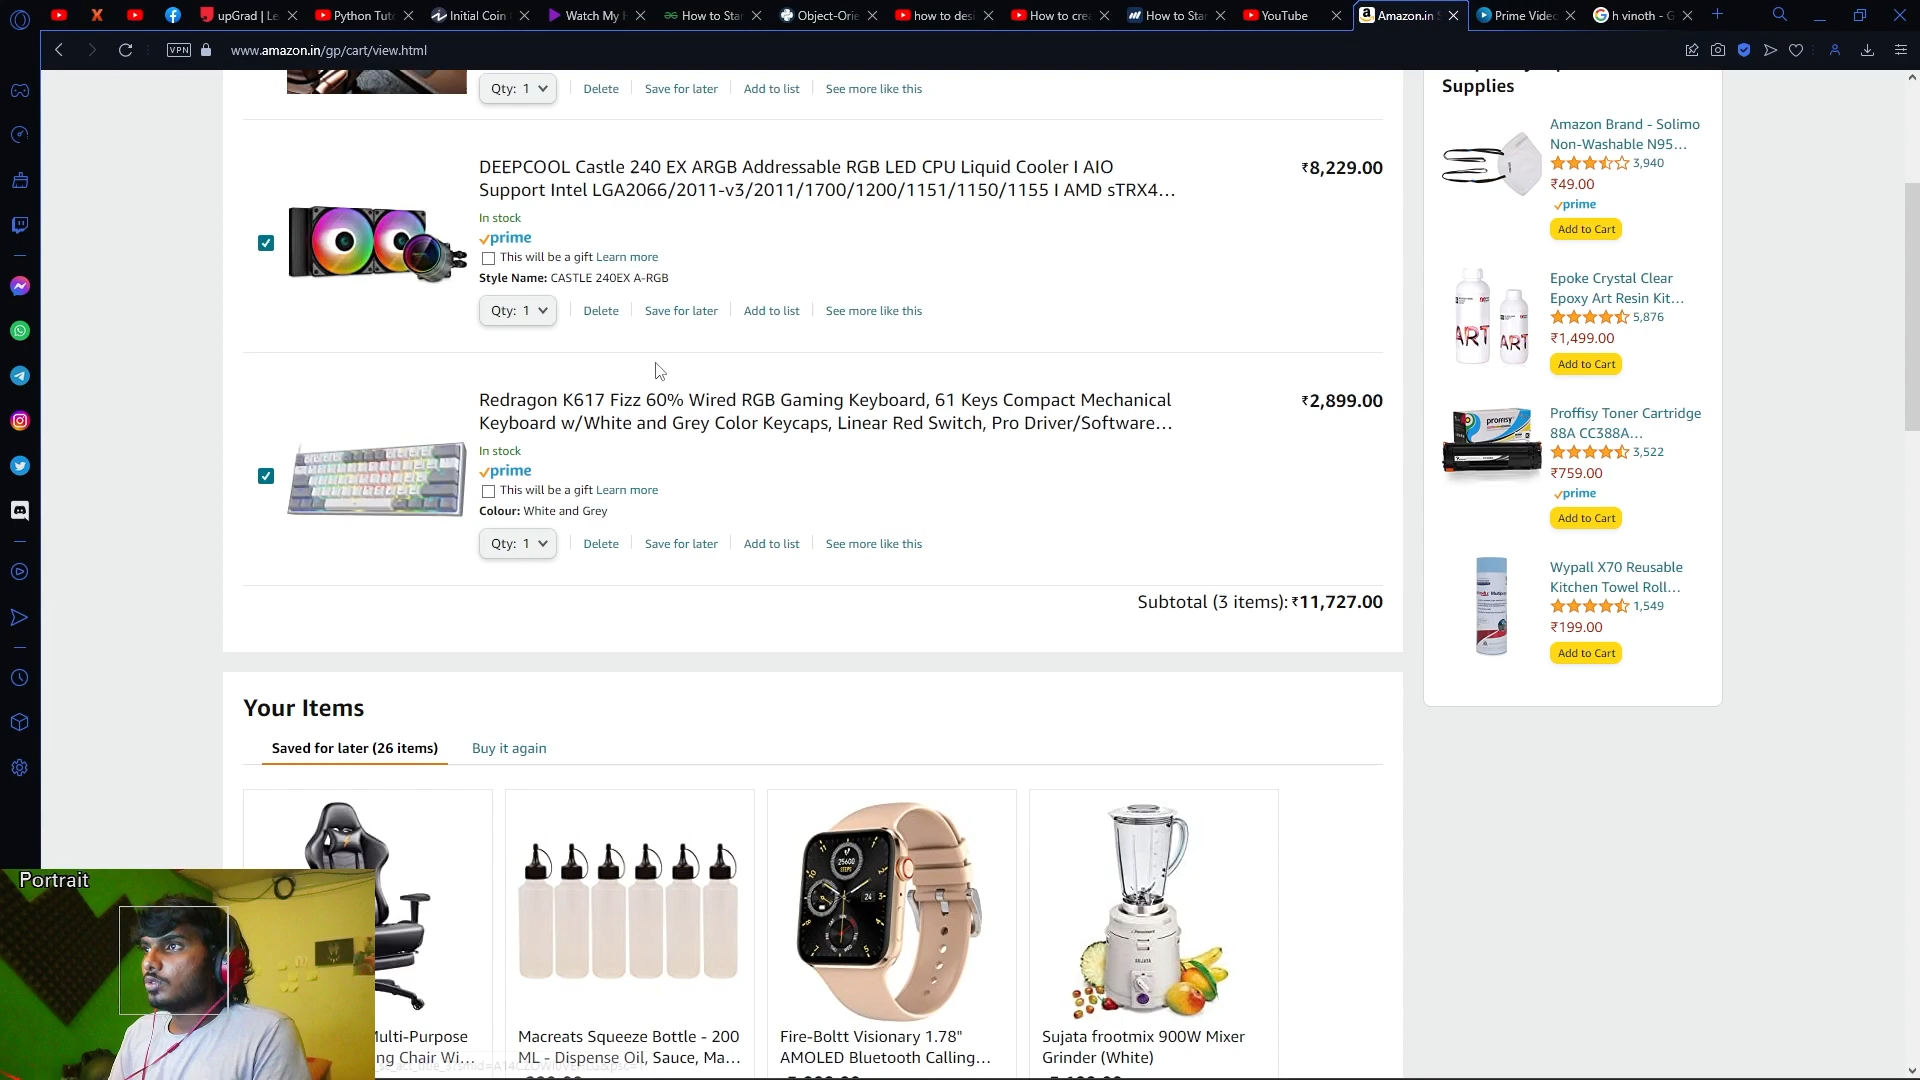 upGrad | Le
Python Tuto
Initial Coin
Watch My
How to Star
Object-Orie
how to desi
How to crea
How to Star
YouTube
Amazon.in S
Prime Video
h vinoth - G
VPN
www.amazon.in/gp/cart/view.html
Qty: 1
Delete
Save for later
Add to list
See more like this
DEEPCOOL Castle 240 EX ARGB Addressable RGB LED CPU Liquid Cooler I AIO
Support Intel LGA2066/2011-v3/2011/1700/1200/1151/1150/1155 I AMD sTRX4...
₹8,229.00
In stock
prime
This will be a gift Learn more
Style Name: CASTLE 240EX A-RGB
Qty: 1
Delete
Save for later
Add to list
See more like this
Redragon K617 Fizz 60% Wired RGB Gaming Keyboard, 61 Keys Compact Mechanical
Keyboard w/White and Grey Color Keycaps, Linear Red Switch, Pro Driver/Software...
₹2,899.00
In stock
prime
This will be a gift Learn more
Colour: White and Grey
Qty: 1
Delete
Save for later
Add to list
See more like this
Subtotal (3 items): ₹11,727.00
Your Items
Saved for later (26 items)
Buy it again
Multi-Purpose
ng Chair Wi...
Macreats Squeeze Bottle - 200
ML - Dispense Oil, Sauce, Ma...
Fire-Boltt Visionary 1.78"
AMOLED Bluetooth Calling...
Sujata frootmix 900W Mixer
Grinder (White)
Supplies
Amazon Brand - Solimo
Non-Washable N95...
3,940
₹49.00
prime
Add to Cart
ART
ART
Epoke Crystal Clear
Epoxy Art Resin Kit...
5,876
₹1,499.00
Add to Cart
Proffisy Toner Cartridge
88A CC388A...
3,522
₹759.00
prime
Add to Cart
Wypall X70 Reusable
Kitchen Towel Roll...
1,549
₹199.00
Add to Cart
Portrait